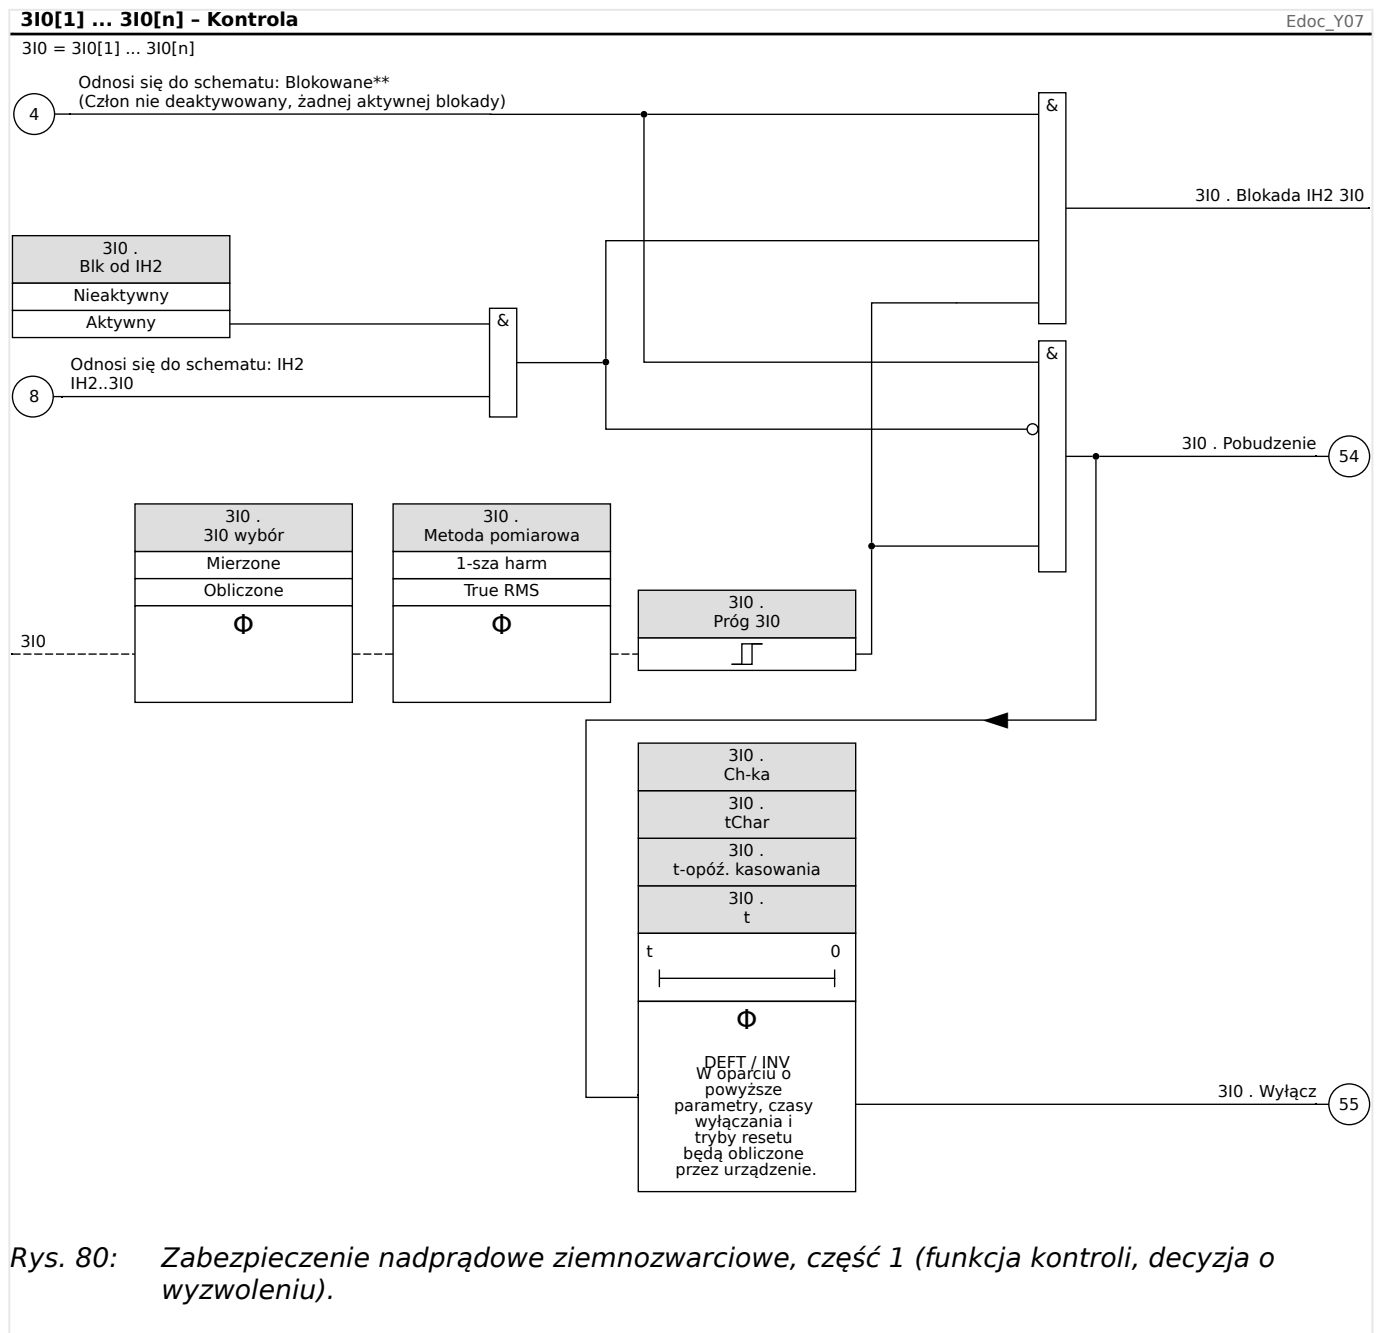 3I0[1] ... 3I0[n] – Kontrola
Edoc_Y07
3I0 = 3I0[1] ... 3I0[n]
Odnosi się do schematu: Blokowane**
(Człon nie deaktywowany, żadnej aktywnej blokady)
4
&
3I0 . Blokada IH2 3I0
3I0 .
Blk od IH2
Nieaktywny
Aktywny
&
&
Odnosi się do schematu: IH2
IH2..3I0
8
3I0 . Pobudzenie
54
3I0 .
3I0 wybór
Mierzone
Obliczone
Φ
3I0 .
Metoda pomiarowa
1-sza harm
True RMS
Φ
3I0 .
Próg 3I0
3I0
3I0 .
Ch-ka
3I0 .
tChar
3I0 .
t-opóź. kasowania
3I0 .
t
t 0
Φ
DEFT / INV
W oparciu o
powyższe
parametry, czasy
wyłączania i
tryby resetu
będą obliczone
przez urządzenie.
3I0 . Wyłącz
55
Rys. 80: Zabezpieczenie nadprądowe ziemnozwarciowe, część 1 (funkcja kontroli, decyzja o
wyzwoleniu).